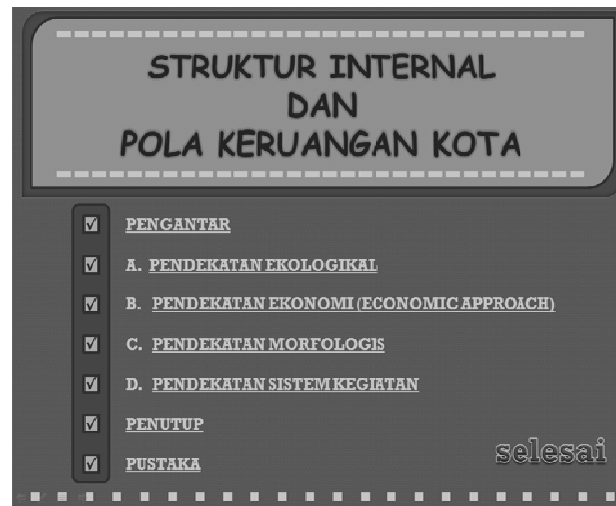 STRUKTUR INTERNAL
DAN
POLA KERUANGAN KOTA
PENGANTAR
A. PENDEKATAN EKOLOGIKAL
B. PENDEKATAN EKONOMI (ECONOMIC APPROACH)
C. PENDEKATAN MORFOLOGIS
D. PENDEKATAN SISTEM KEGIATAN
PENUTUP
PUSTAKA
selesai